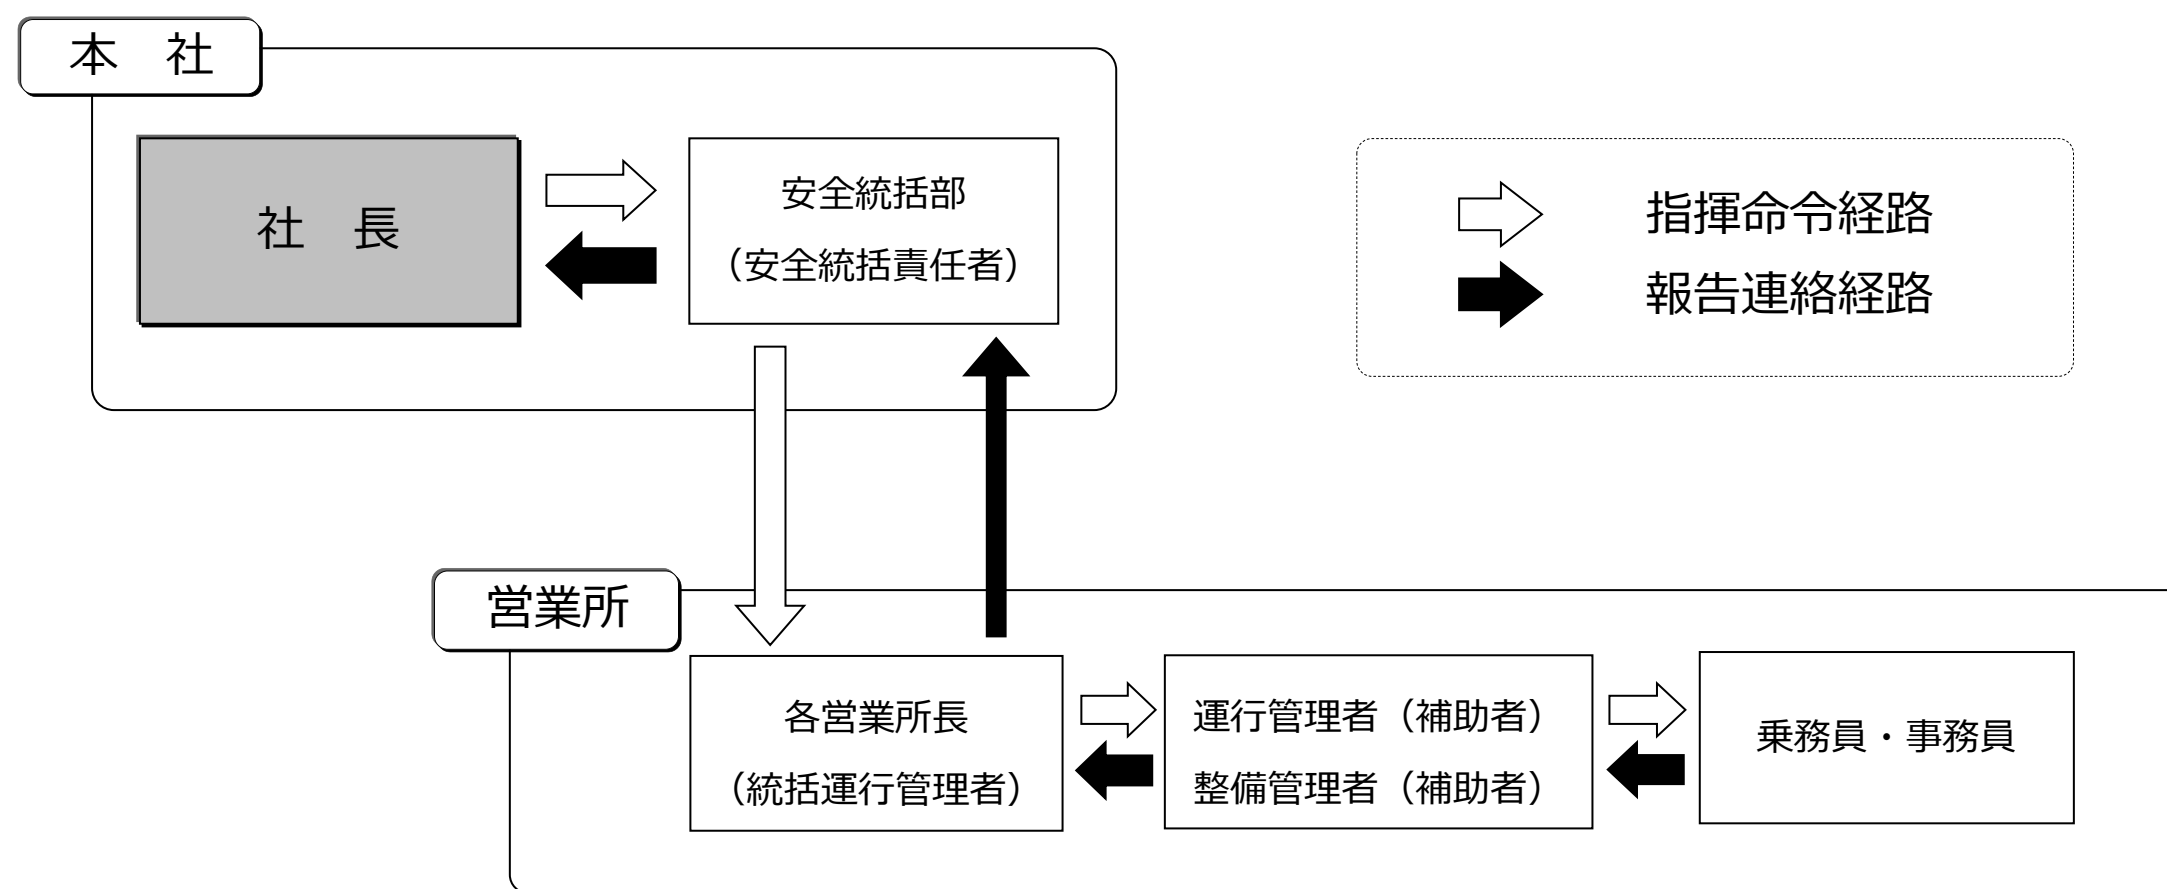 本　社
社　長
安全統括部
（安全統括責任者）
指揮命令経路
報告連絡経路
営業所
各営業所長
（統括運行管理者）
運行管理者（補助者）
整備管理者（補助者）
乗務員・事務員